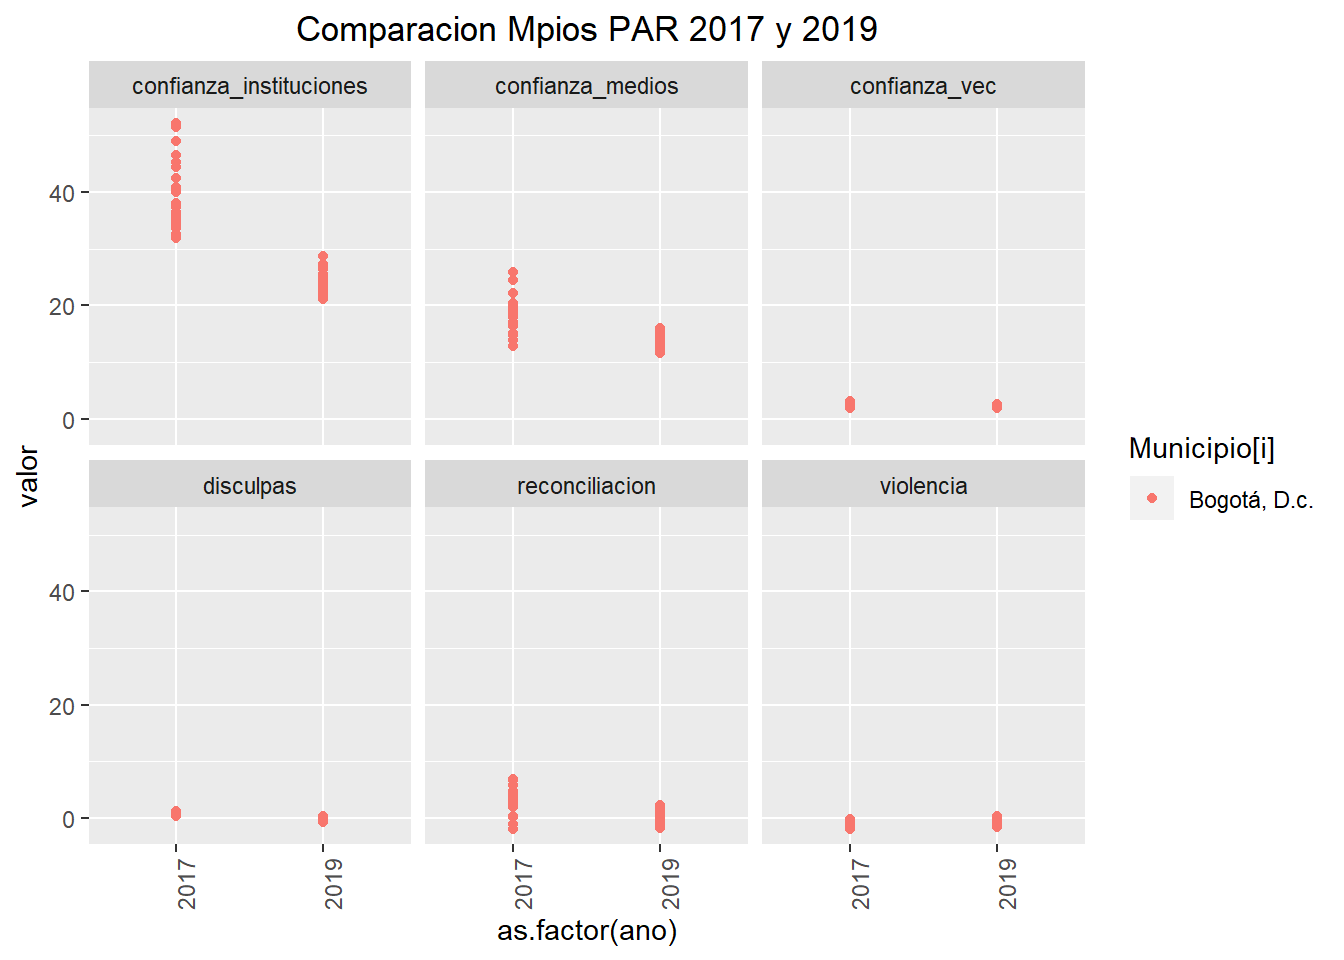 Comparacion Mpios PAR 2017 y 2019
confianza_instituciones
confianza_medios
confianza_vec
40
20
0
disculpas
reconciliacion
violencia
40
20
0
valor
2017
2019
2017
2019
2017
2019
as.factor(ano)
Municipio[i]
Bogotá, D.c.